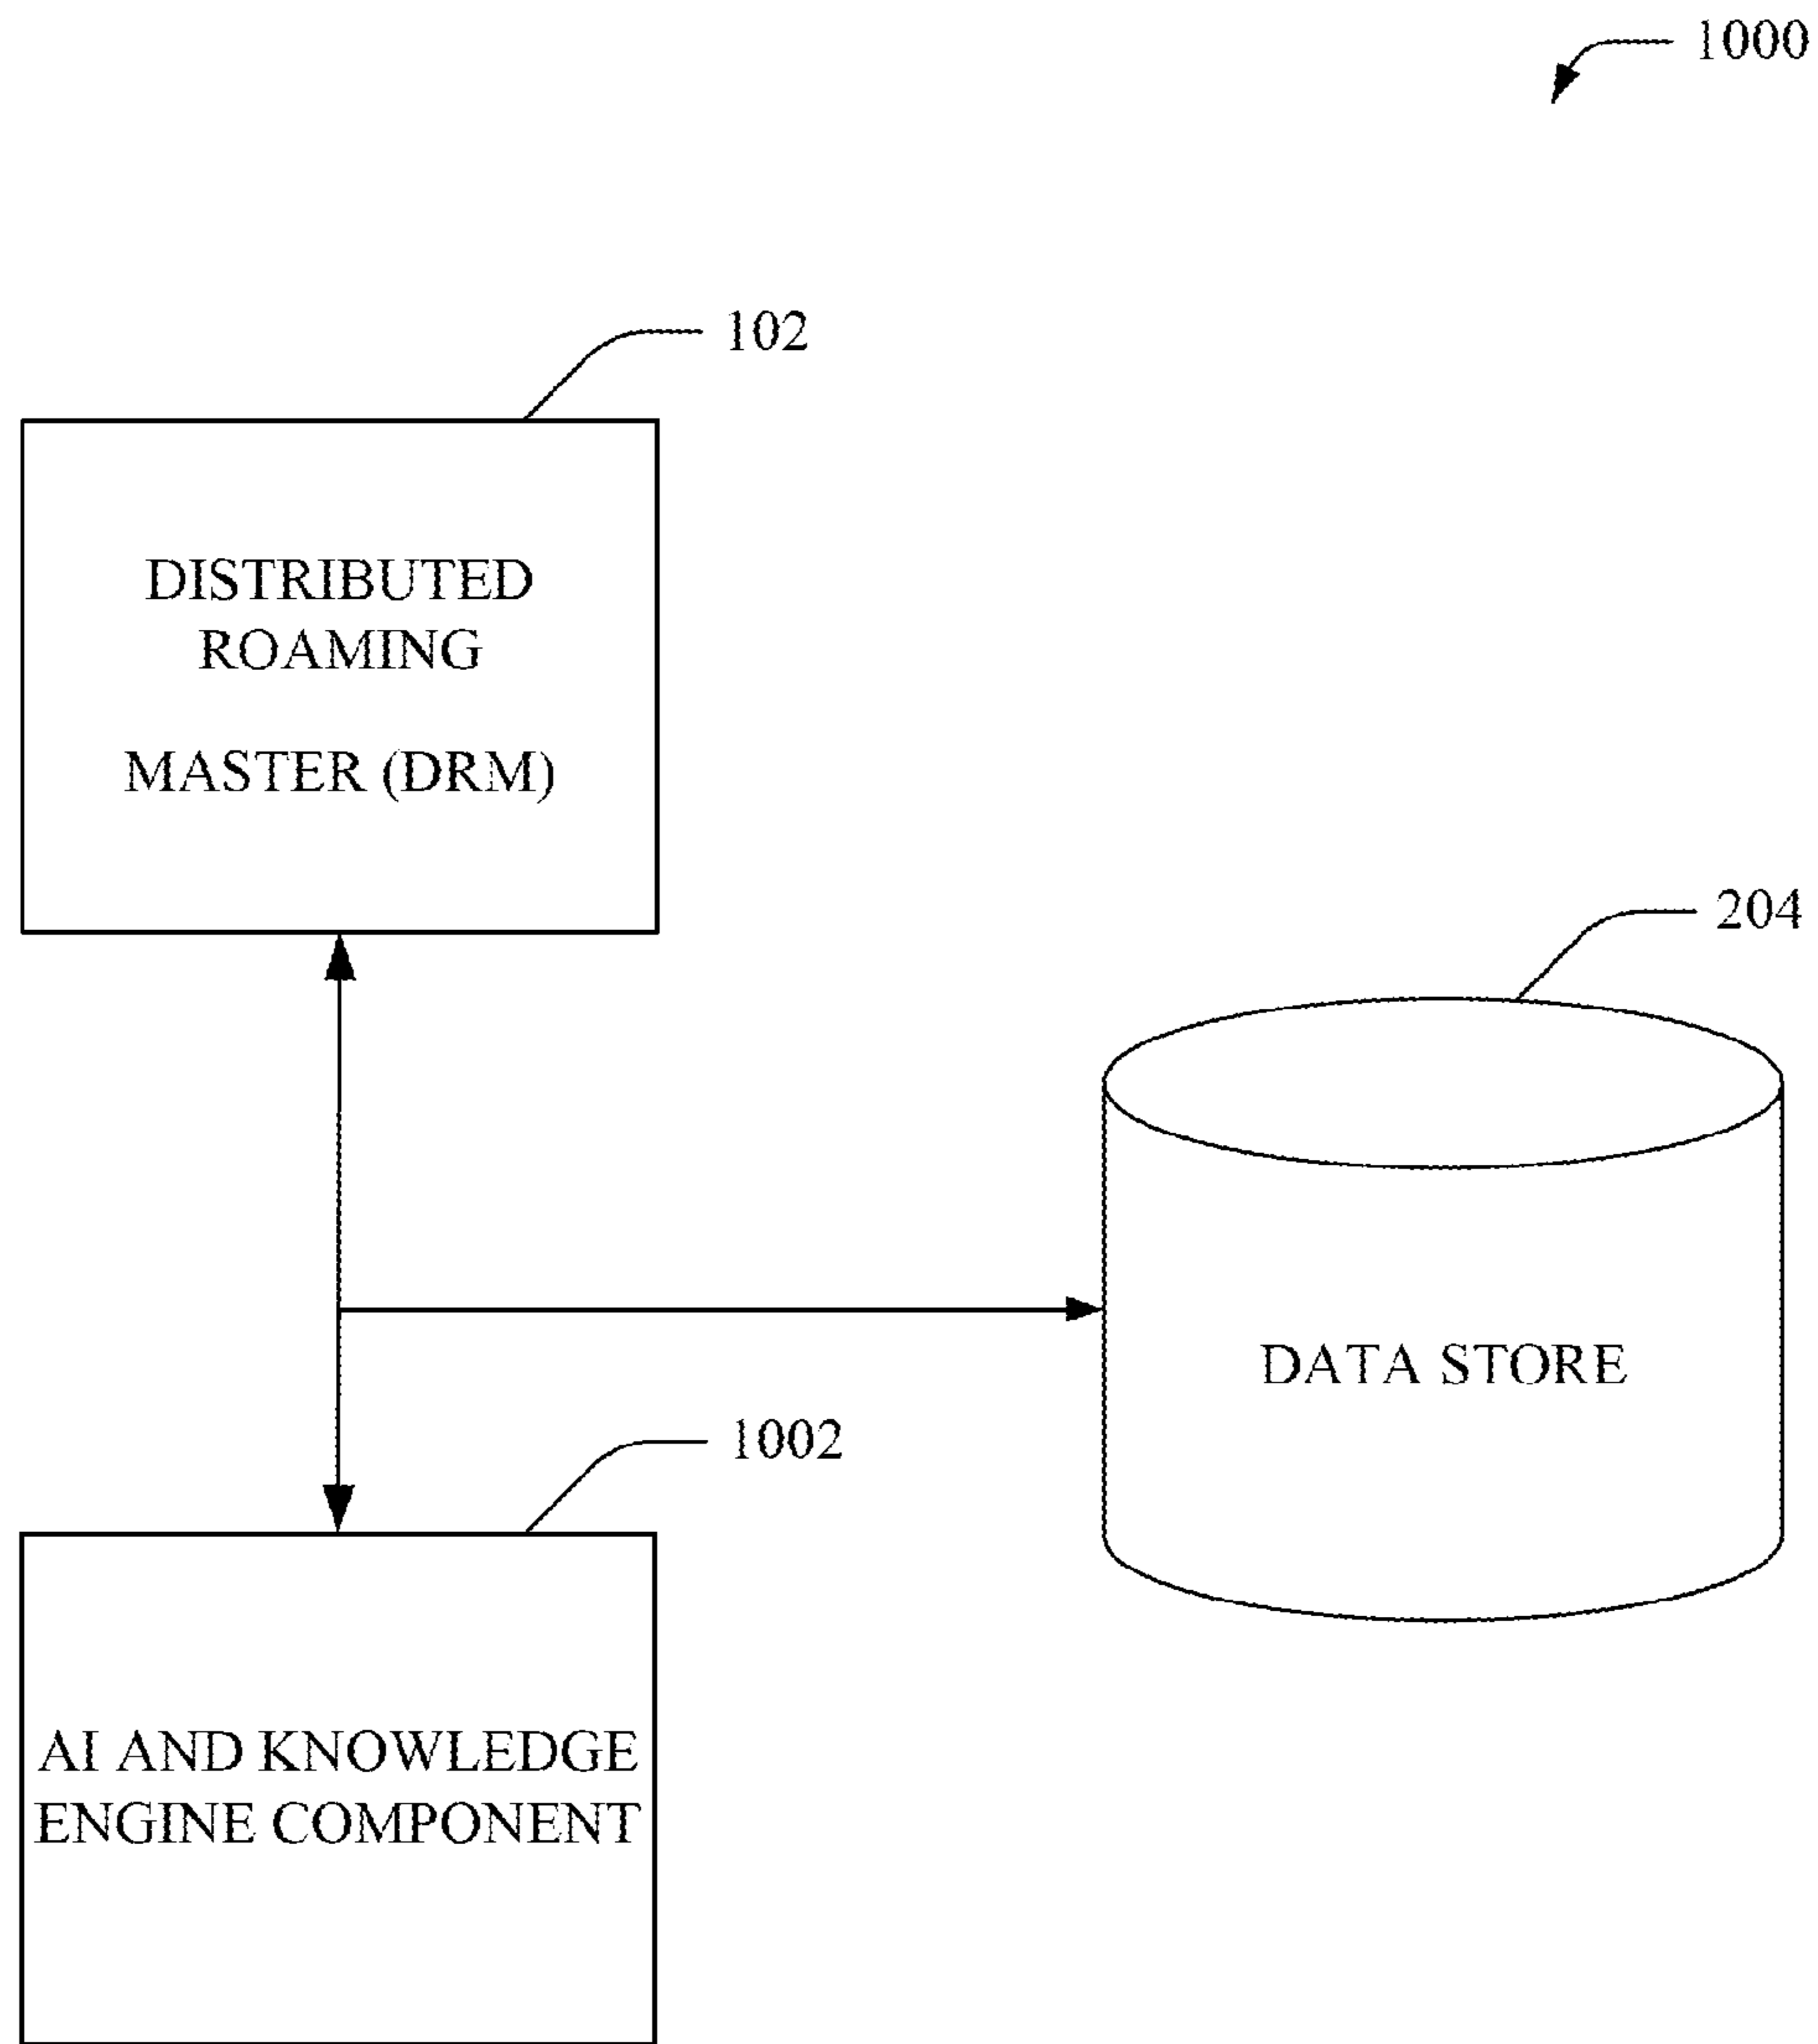 1000
102
DISTRIBUTED
ROAMING
MASTER (DRM)
204
DATA STORE
1002
AI AND KNOWLEDGE
ENGINE COMPONENT